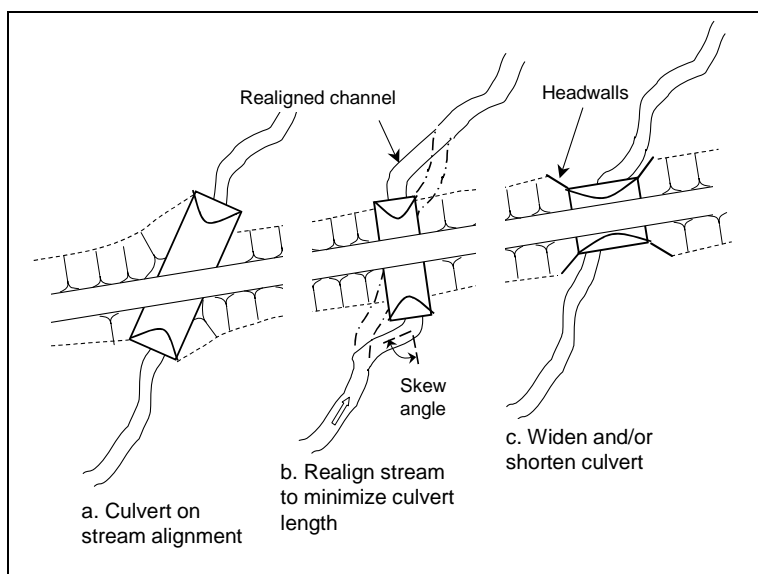 Realigned channel
Headwalls
Skew
angle
a. Culvert on
stream alignment
b. Realign stream
to minimize culvert
length
c. Widen and/or
shorten culvert